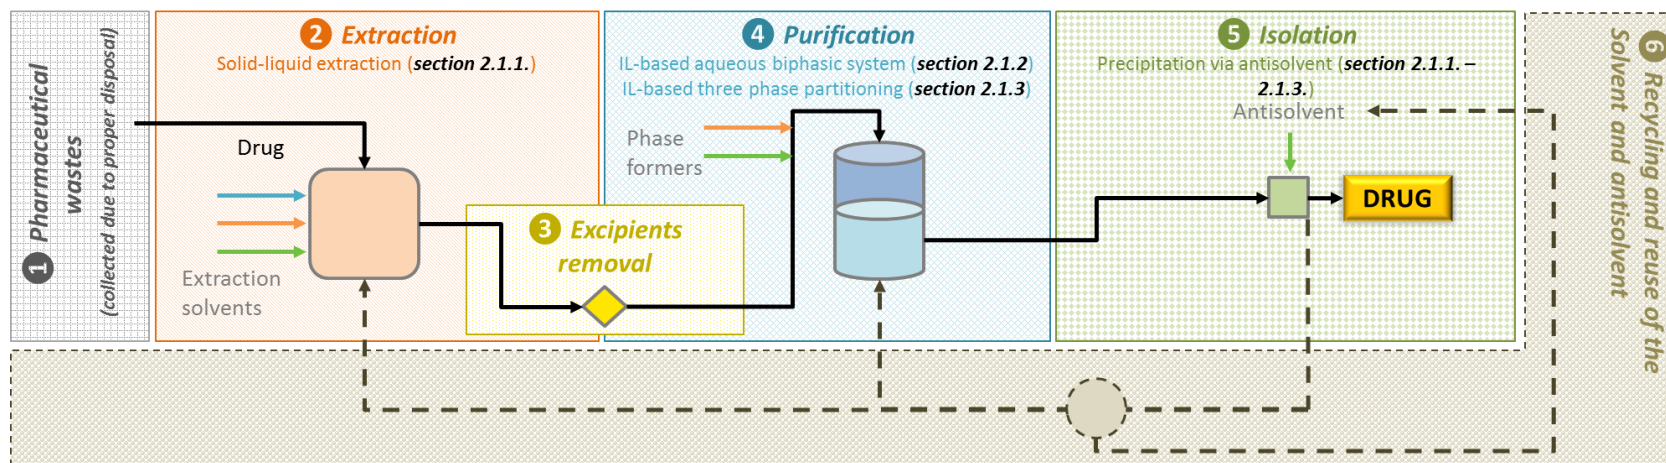 1 Pharmaceutical
wastes
(collected due to proper disposal)
2 Extraction
Solid-liquid extraction (section 2.1.1.)
Drug
Extraction
solvents
3 Excipients
removal
4 Purification
IL-based aqueous biphasic system (section 2.1.2)
IL-based three phase partitioning (section 2.1.3)
Phase
formers
5 Isolation
Precipitation via antisolvent (section 2.1.1. –
2.1.3.)
Antisolvent
DRUG
6 Recycling and reuse of the
Solvent and antisolvent